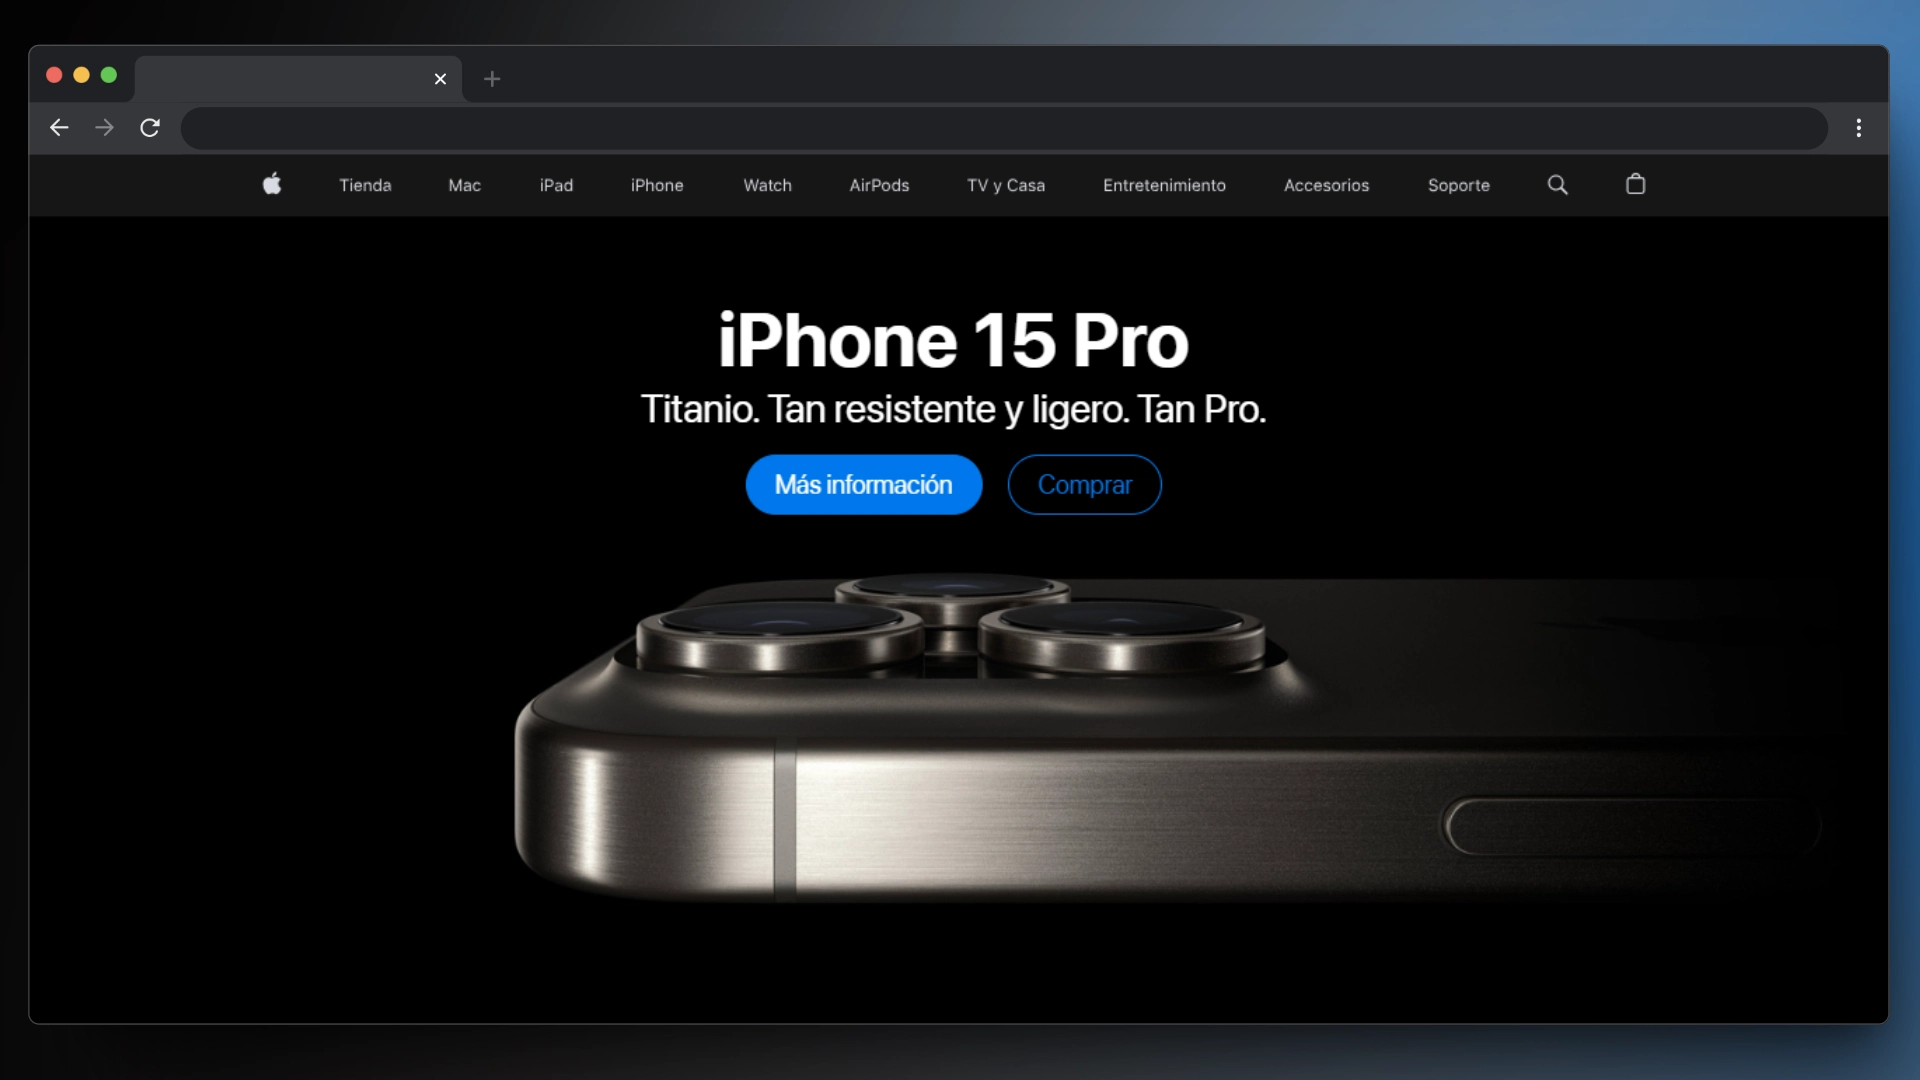 Tienda Mac iPad iPhone Watch AirPods TV y Casa Entretenimiento Accesorios Soporte
iPhone 15 Pro
Titanio. Tan resistente y ligero. Tan Pro.
Más información Comprar